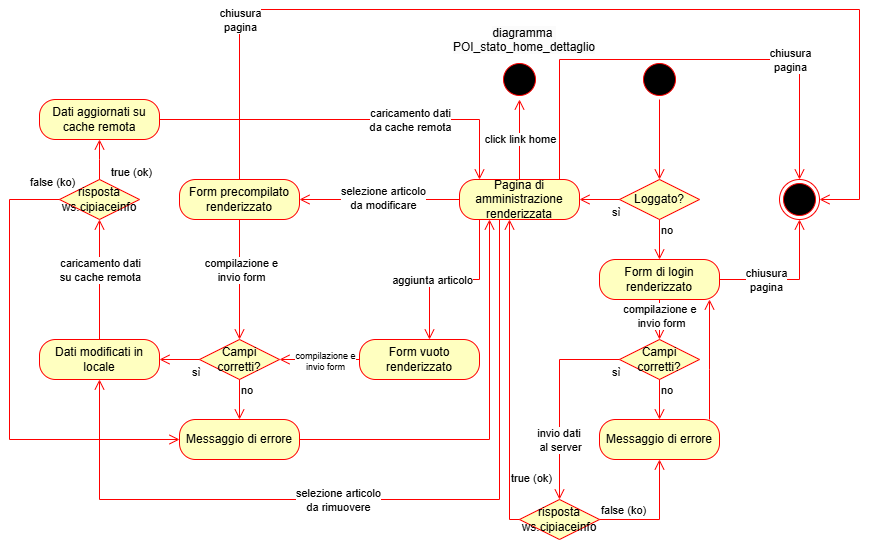 chiusura
pagina
diagramma
POI_stato_home_dettaglio
chiusura
pagina
Dati aggiornati su
cache remota
caricamento dati
da cache remota
click link home
false (ko)
true (ok)
risposta
ws.cipiaceinfo
Form precompilato
renderizzato
selezione articolo
da modificare
Pagina di
amministrazione
renderizzata
Loggato?
sì
no
caricamento dati
su cache remota
compilazione e
invio form
aggiunta articolo
Form di login
renderizzato
chiusura
pagina
compilazione e
invio form
Dati modificati in
locale
sì
Campi
corretti?
compilazione e
invio form
Form vuoto
renderizzato
Campi
corretti?
sì
no
no
Messaggio di errore
invio dati
al server
Messaggio di errore
selezione articolo
da rimuovere
true (ok)
risposta
ws.cipiaceinfo
false (ko)